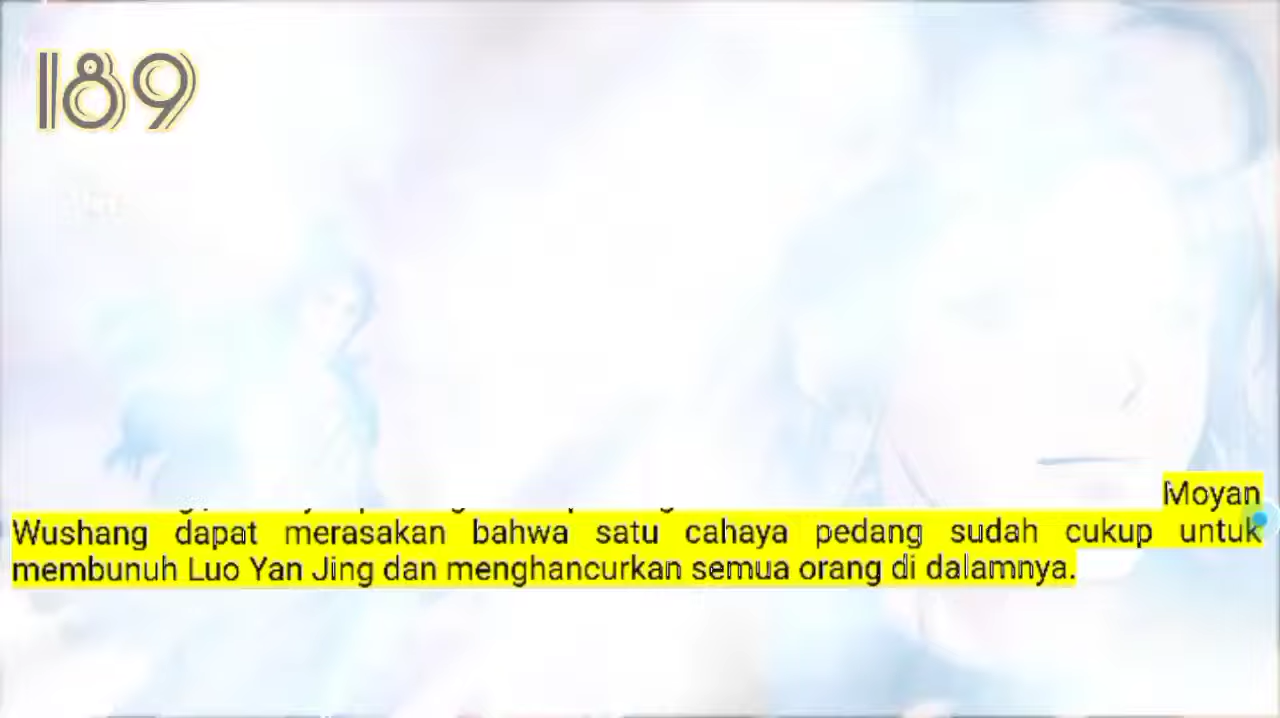 189
Moyan
Wushang dapat merasakan bahwa satu cahaya pedang sudah cukup untuk
membunuh Luo Yan Jing dan menghancurkan semua orang di dalamnya.